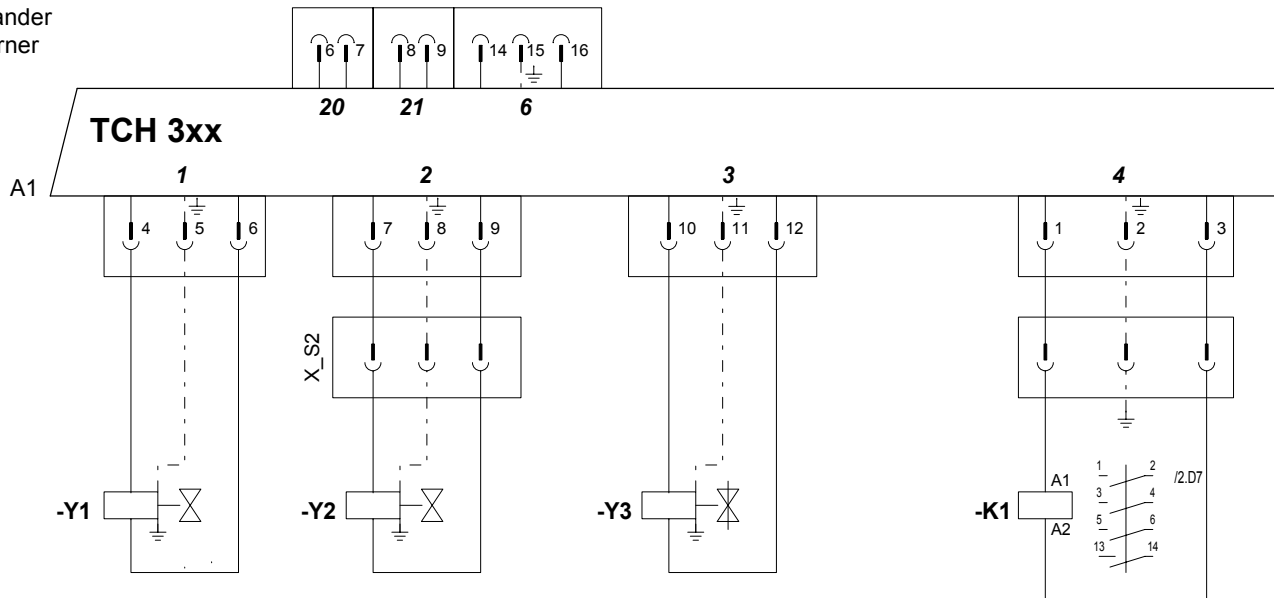 ander
rner
6 7 8 9 14 15 16
20 21 6
TCH 3xx
A1
1 2 3 4
4 5 6 7 8 9 10 11 12 1 2 3
X_S2
-Y1
-Y2
-Y3
-K1
A1
A2
1 2
3 4
5 6
13 14
/2.D7